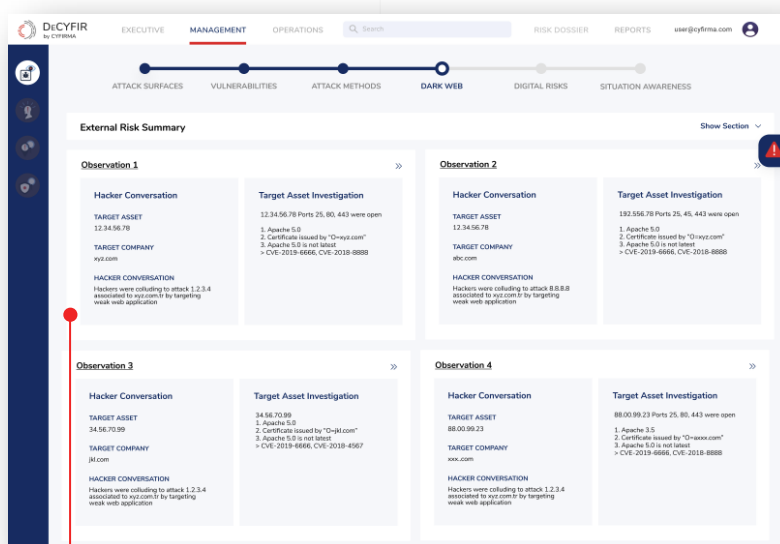 DECYFIR
by CYFIRMA
EXECUTIVE
MANAGEMENT
OPERATIONS
Search
RISK DOSSIER
REPORTS
user@cyfirma.com
ATTACK SURFACES
VULNERABILITIES
ATTACK METHODS
DARK WEB
DIGITAL RISKS
SITUATION AWARENESS
External Risk Summary
Show Section
Observation 1
Hacker Conversation
TARGET ASSET
12.34.56.78
TARGET COMPANY
xyz.com
HACKER CONVERSATION
Hackers were colluding to attack 1.2.3.4
associated to xyz.com.tr by targeting
weak web application
Target Asset Investigation
12.34.56.78 Ports 25, 80, 443 were open
1. Apache 5.0
2. Certificate issued by "O=xyz.com"
3. Apache 5.0 is not latest
> CVE-2019-6666, CVE-2018-8888
Observation 2
Hacker Conversation
TARGET ASSET
12.34.56.78
TARGET COMPANY
abc.com
HACKER CONVERSATION
Hackers were colluding to attack 8.8.8.8
associated to xyz.com.tr by targeting
weak web application
Target Asset Investigation
192.556.78 Ports 25, 45, 443 were open
1. Apache 5.0
2. Certificate issued by "O=xyz.com"
3. Apache 5.0 is not latest
> CVE-2019-6666, CVE-2018-8888
Observation 3
Hacker Conversation
TARGET ASSET
34.56.70.99
TARGET COMPANY
jkl.com
HACKER CONVERSATION
Hackers were colluding to attack 1.2.3.4
associated to xyz.com.tr by targeting
weak web application
Target Asset Investigation
34.56.70.99
1. Apache 5.0
2. Certificate issued by "O=jkl.com"
3. Apache 5.0 is not latest
> CVE-2019-6666, CVE-2018-4567
Observation 4
Hacker Conversation
TARGET ASSET
88.00.99.23
TARGET COMPANY
xxx..com
HACKER CONVERSATION
Hackers were colluding to attack 1.2.3.4
associated to xyz.com.tr by targeting
weak web application
Target Asset Investigation
88.00.99.23 Ports 25, 80, 443 were open
1. Apache 3.5
2. Certificate issued by "O=axxx.com"
3. Apache 5.0 is not latest
> CVE-2019-6666, CVE-2018-8888